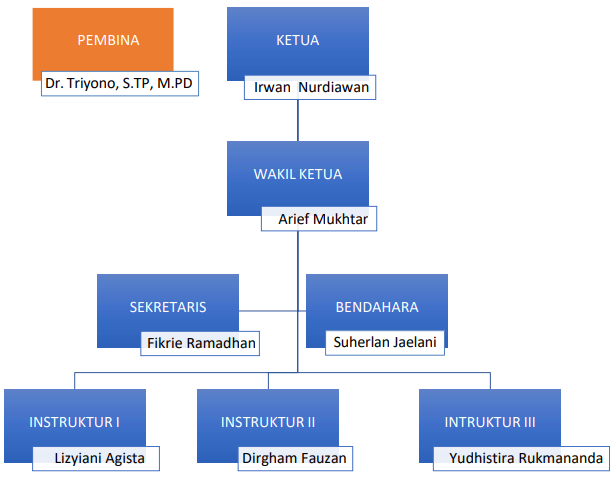 PEMBINA
Dr. Triyono, S.TP, M.PD
KETUA
Irwan Nurdiawan
WAKIL KETUA
Arief Mukhtar
SEKRETARIS
Fikrie Ramadhan
BENDAHARA
Suherlan Jaelani
INSTRUKTUR I
Lizyiani Agista
INSTRUKTUR II
Dirgham Fauzan
INTRUKTUR III
Yudhistira Rukmananda